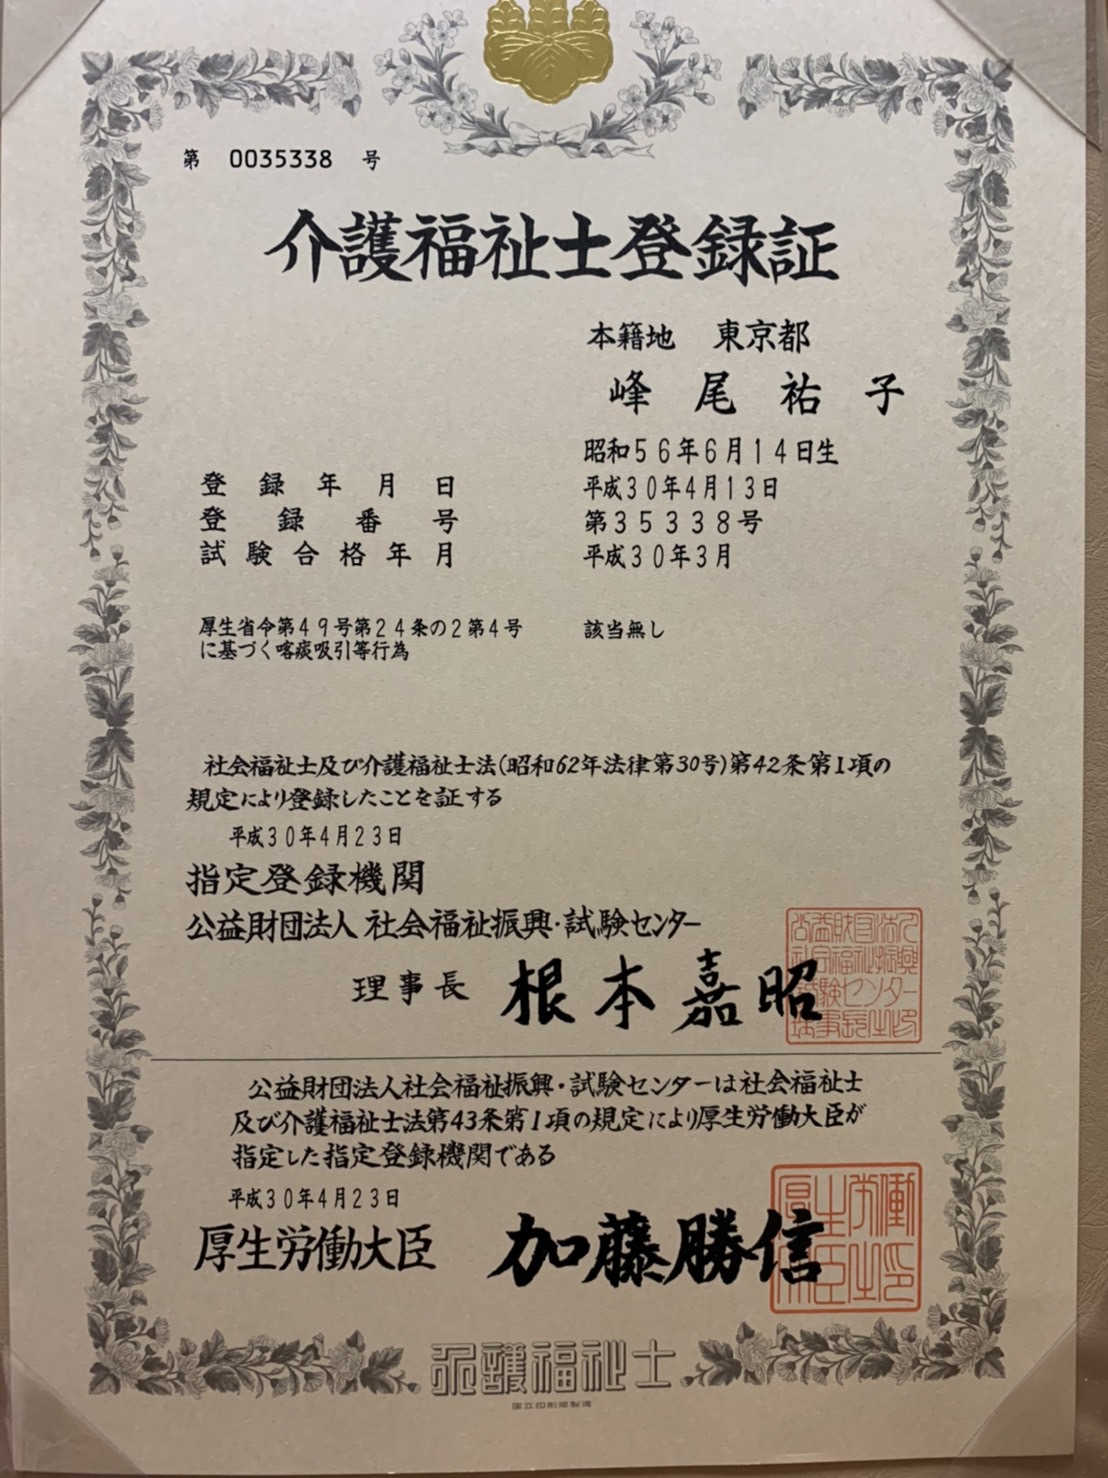 第 0035338 号
介護福祉士登録証
本籍地 東京都
峰尾祐子
昭和56年6月14日生
登録年月日 平成30年4月13日
登録番号 第35338号
試験合格年月 平成30年3月
厚生省令第49号第24条の2第4号 該当無し
に基づく喀痰吸引等行為
社会福祉士及び介護福祉士法(昭和62年法律第30号)第42条第1項の
規定により登録したことを証する
平成30年4月23日
指定登録機関
公益財団法人 社会福祉振興・試験センター
理事長 根本嘉昭
公益財団法人社会福祉振興・試験センターは社会福祉士
及び介護福祉士法第43条第1項の規定により厚生労働大臣が
指定した指定登録機関である
平成30年4月23日
厚生労働大臣 加藤勝信
介護福祉士
国立印刷局製造